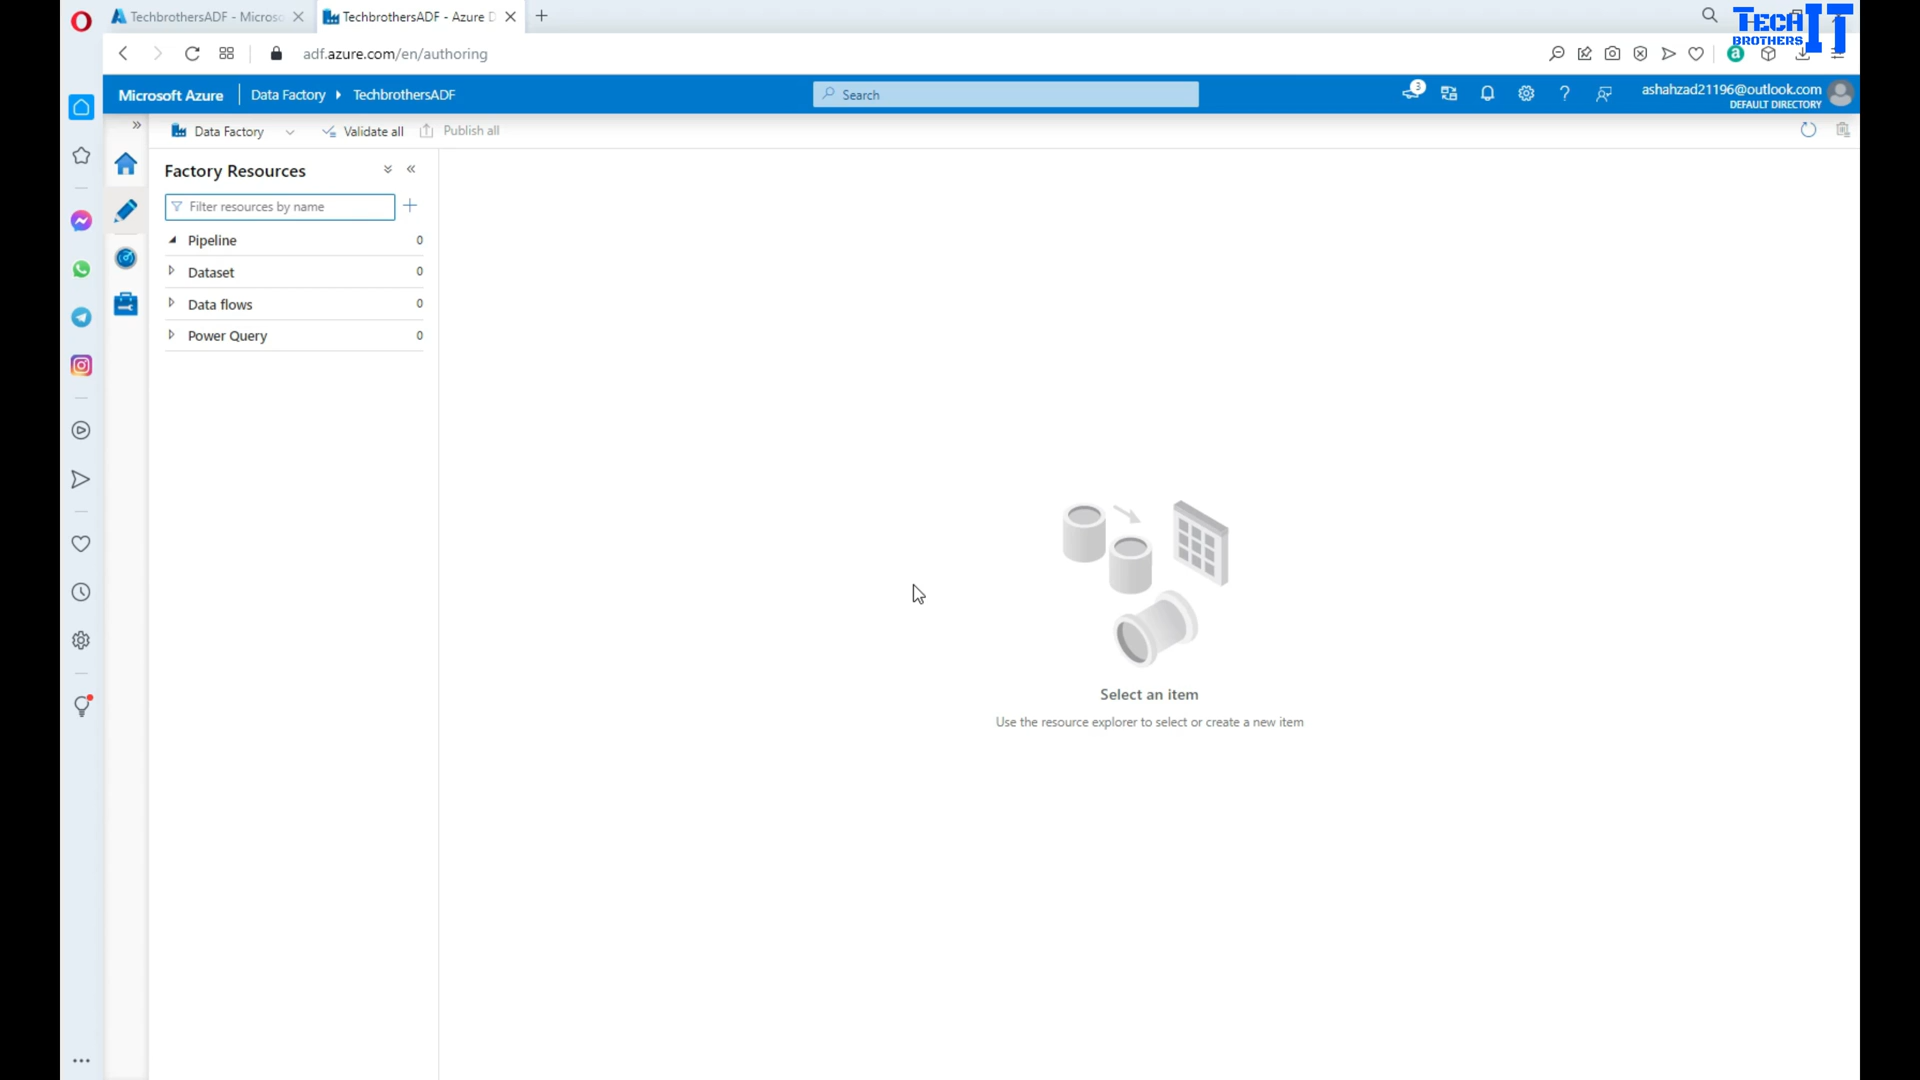 TechbrothersADF - Microso
TechbrothersADF - Azure D
TECH IT
BROTHERS
adf.azure.com/en/authoring
Microsoft Azure
Data Factory
TechbrothersADF
Search
3
ashahzad21196@outlook.com
DEFAULT DIRECTORY
Data Factory
Validate all
Publish all
Factory Resources
Filter resources by name
Pipeline 0
Dataset 0
Data flows 0
Power Query 0
Select an item
Use the resource explorer to select or create a new item